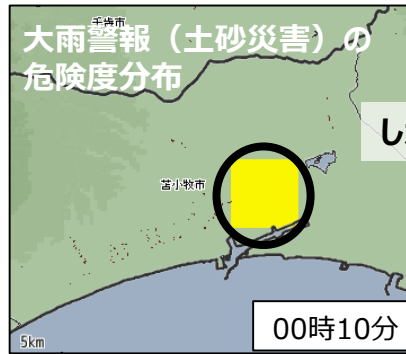 千歳市
大雨警報（土砂災害）の
危険度分布
し
苫小牧市
00時10分
5km